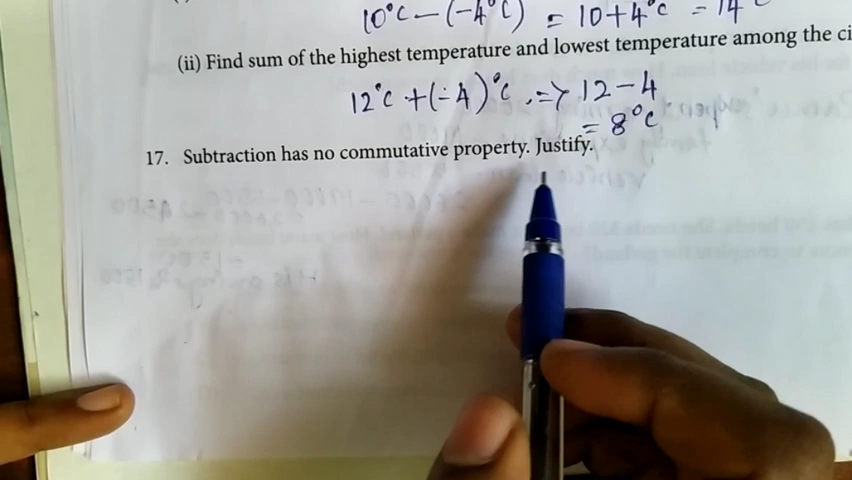 10°C – (–4°C) = 10+4°C = 14°C
(ii) Find sum of the highest temperature and lowest temperature among the ci
12°C + (–4)°C => 12 – 4
= 8°C
17. Subtraction has no commutative property. Justify.